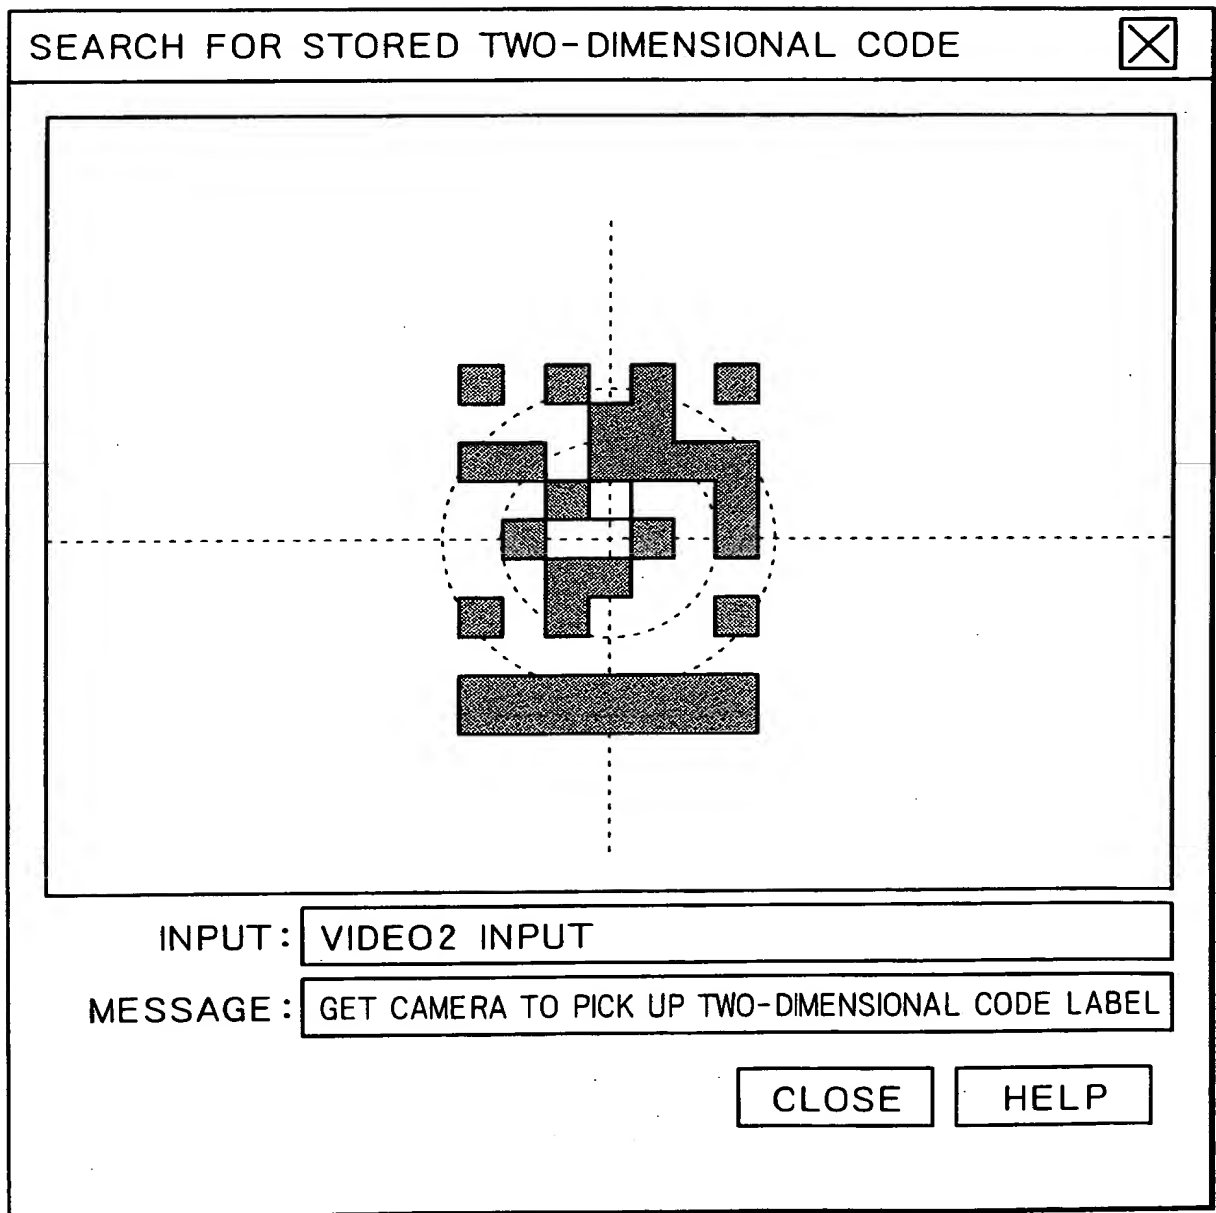 SEARCH FOR STORED TWO-DIMENSIONAL CODE
INPUT: VIDEO2 INPUT
MESSAGE: GET CAMERA TO PICK UP TWO-DIMENSIONAL CODE LABEL
CLOSE HELP